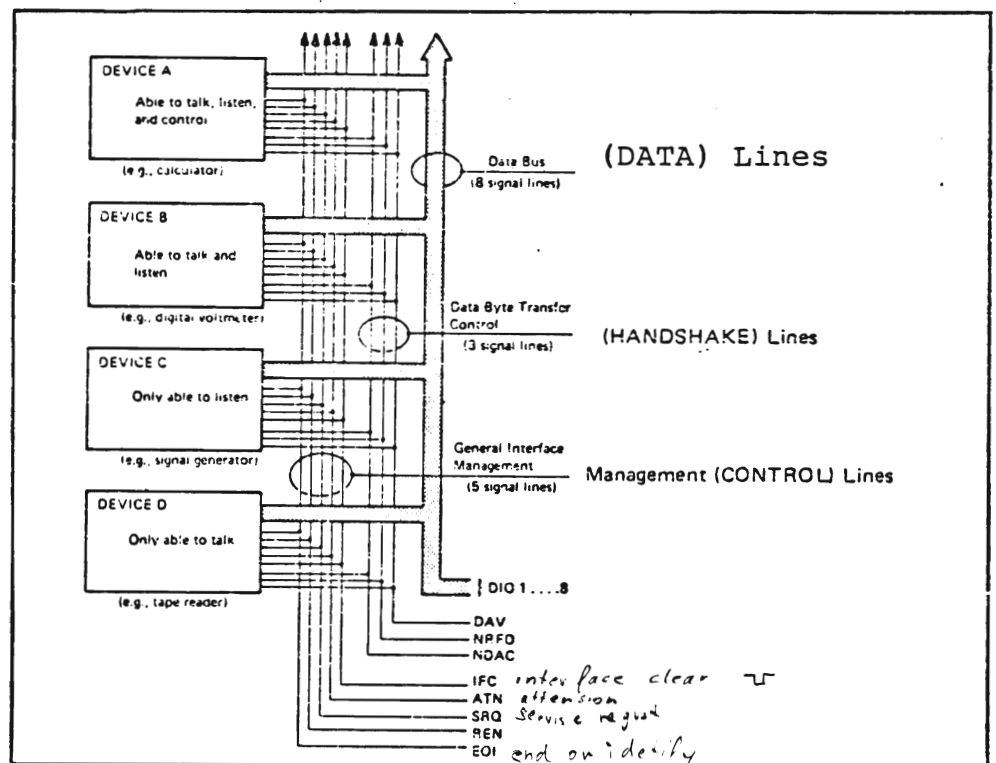 DEVICE A
Able to talk, listen,
and control
(e.g., calculator)
Data Bus
(8 signal lines)
(DATA) Lines
DEVICE B
Able to talk and
listen
(e.g., digital voltmeter)
Data Byte Transfer
Control
(3 signal lines)
(HANDSHAKE) Lines
DEVICE C
Only able to listen
(e.g., signal generator)
General Interface
Management
(5 signal lines)
Management (CONTROL) Lines
DEVICE D
Only able to talk
(e.g., tape reader)
DIO 1 . . . . 8
DAV
NRFD
NDAC
IFC interface clear
ATN attension
SRQ Service
REN
EOI end or idetify